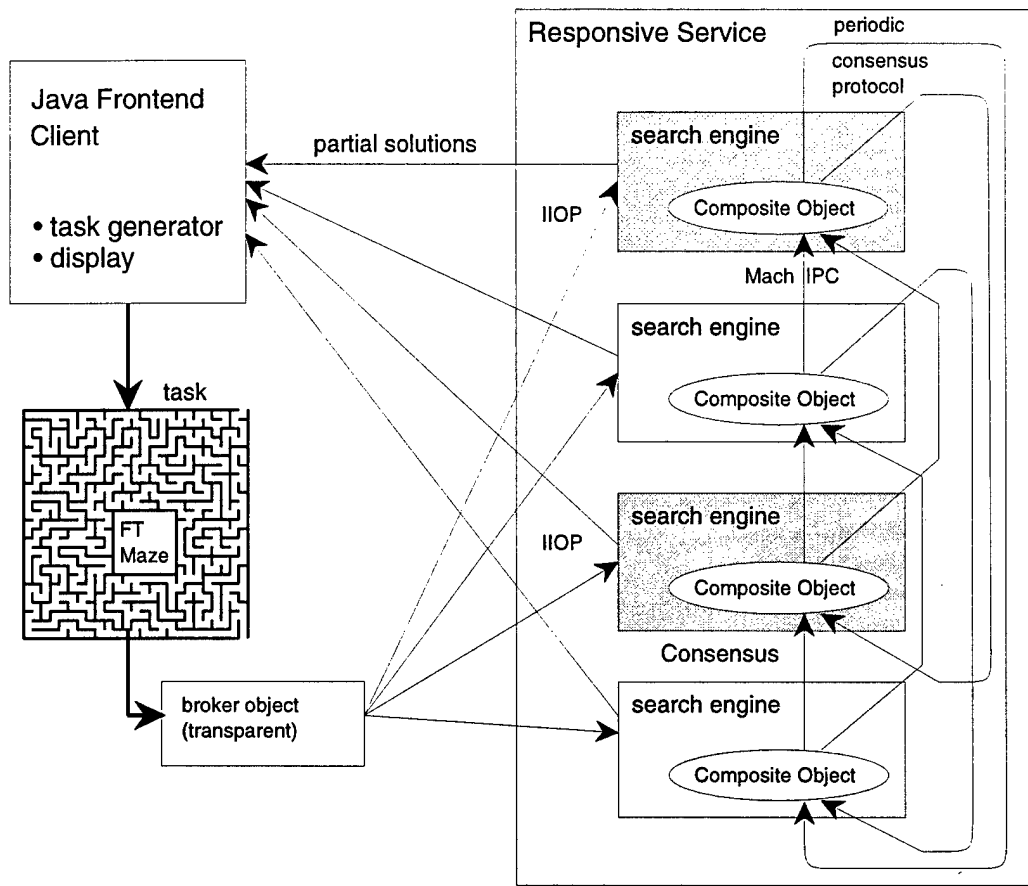 Responsive Service
periodic
consensus
protocol
Java Frontend
Client
• task generator
• display
partial solutions
search engine
Composite Object
IIOP
Mach IPC
search engine
Composite Object
task
FT
Maze
search engine
IIOP
Composite Object
Consensus
broker object
(transparent)
search engine
Composite Object